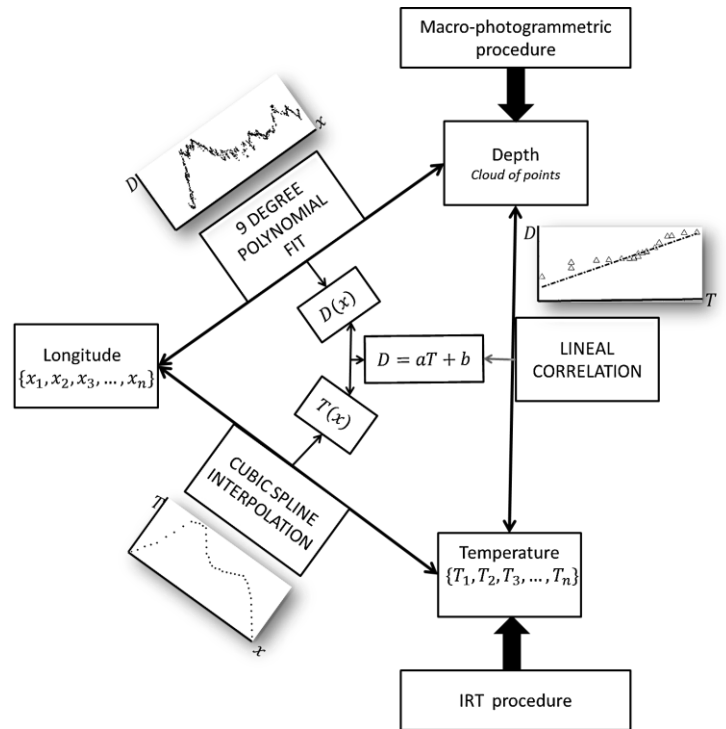 Macro-photogrammetric
procedure
Depth
Cloud of points
D
x
9 DEGREE
POLYNOMIAL
FIT
D
T
D(x)
Longitude
{x₁, x₂, x₃, ..., xₙ}
D = aT + b
LINEAL
CORRELATION
T(x)
CUBIC SPLINE
INTERPOLATION
T
x
Temperature
{T₁, T₂, T₃, ..., Tₙ}
IRT procedure